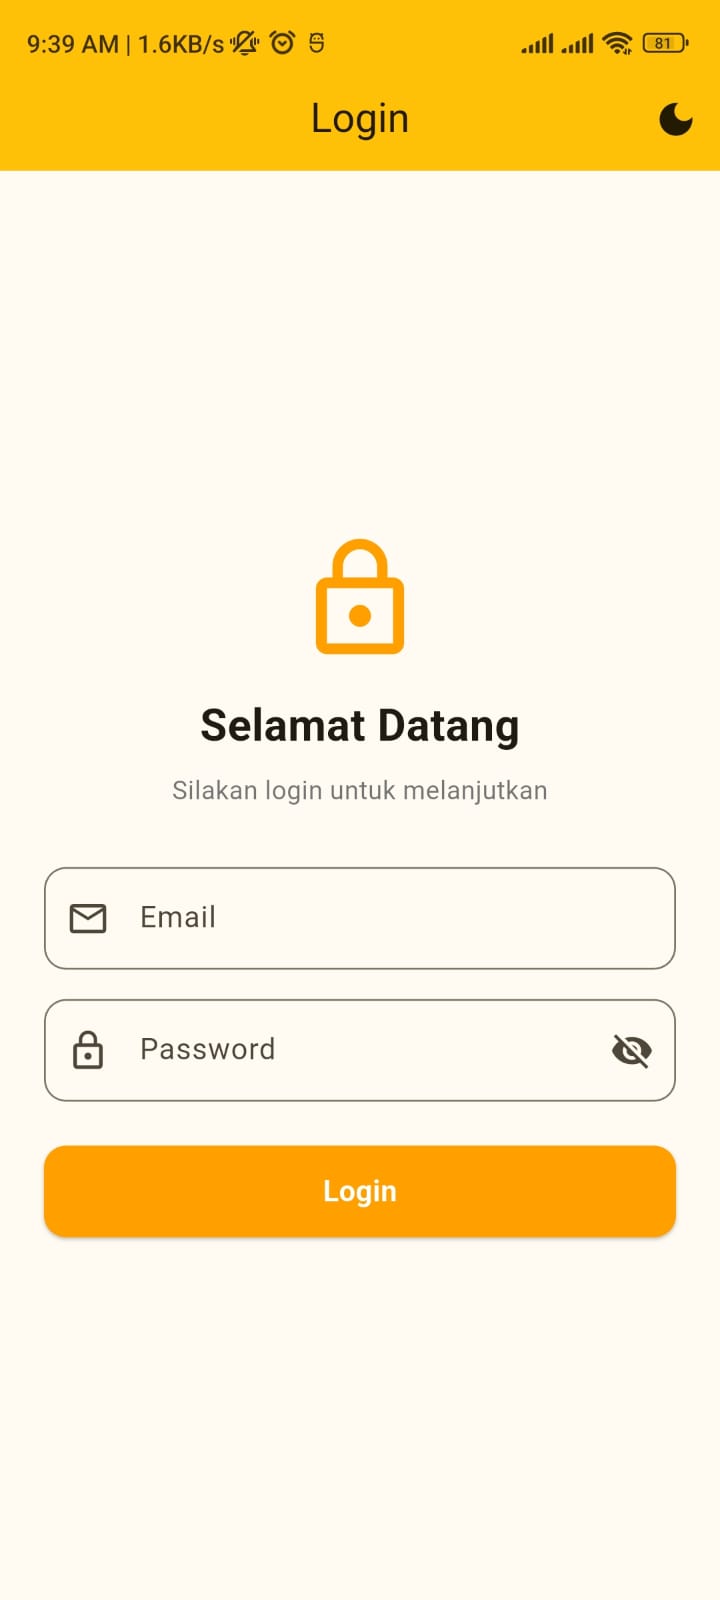 9:39 AM | 1.6KB/s
81
Login
Selamat Datang
Silakan login untuk melanjutkan
Email
Password
Login